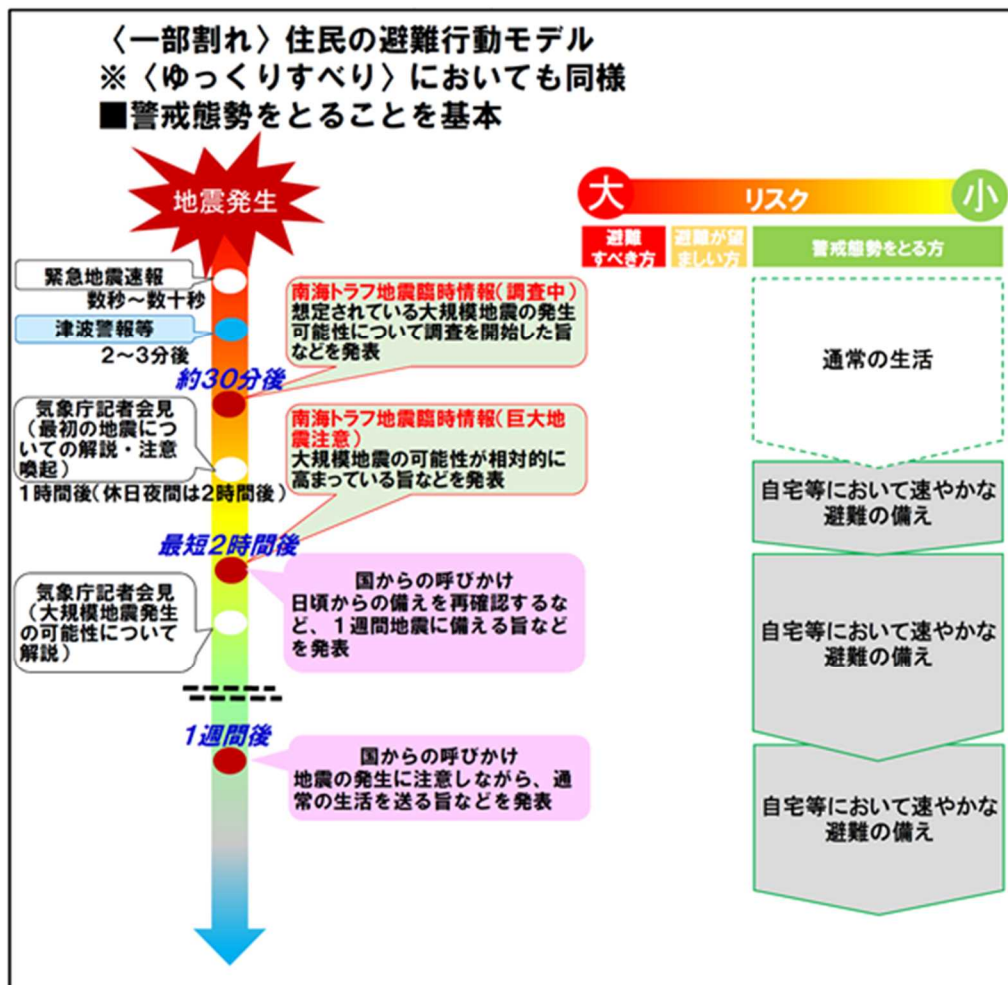 〈一部割れ〉住民の避難行動モデル
※〈ゆっくりすべり〉においても同様
■警戒態勢をとることを基本
地震発生
大
リスク
小
避難
すべき方
避難が望
ましい方
警戒態勢をとる方
緊急地震速報
数秒～数十秒
津波警報等
2～3分後
約30分後
南海トラフ地震臨時情報(調査中)
想定されている大規模地震の発生
可能性について調査を開始した旨
などを発表
通常の生活
気象庁記者会見
(最初の地震につ
いての解説・注意
喚起)
1時間後(休日夜間は2時間後)
南海トラフ地震臨時情報(巨大地
震注意)
大規模地震の可能性が相対的に
高まっている旨などを発表
自宅等において速やかな
避難の備え
最短2時間後
国からの呼びかけ
日頃からの備えを再確認するな
ど、1週間地震に備える旨など
を発表
気象庁記者会見
(大規模地震発生
の可能性について
解説)
自宅等において速やかな
避難の備え
1週間後
国からの呼びかけ
地震の発生に注意しながら、通
常の生活を送る旨などを発表
自宅等において速やかな
避難の備え